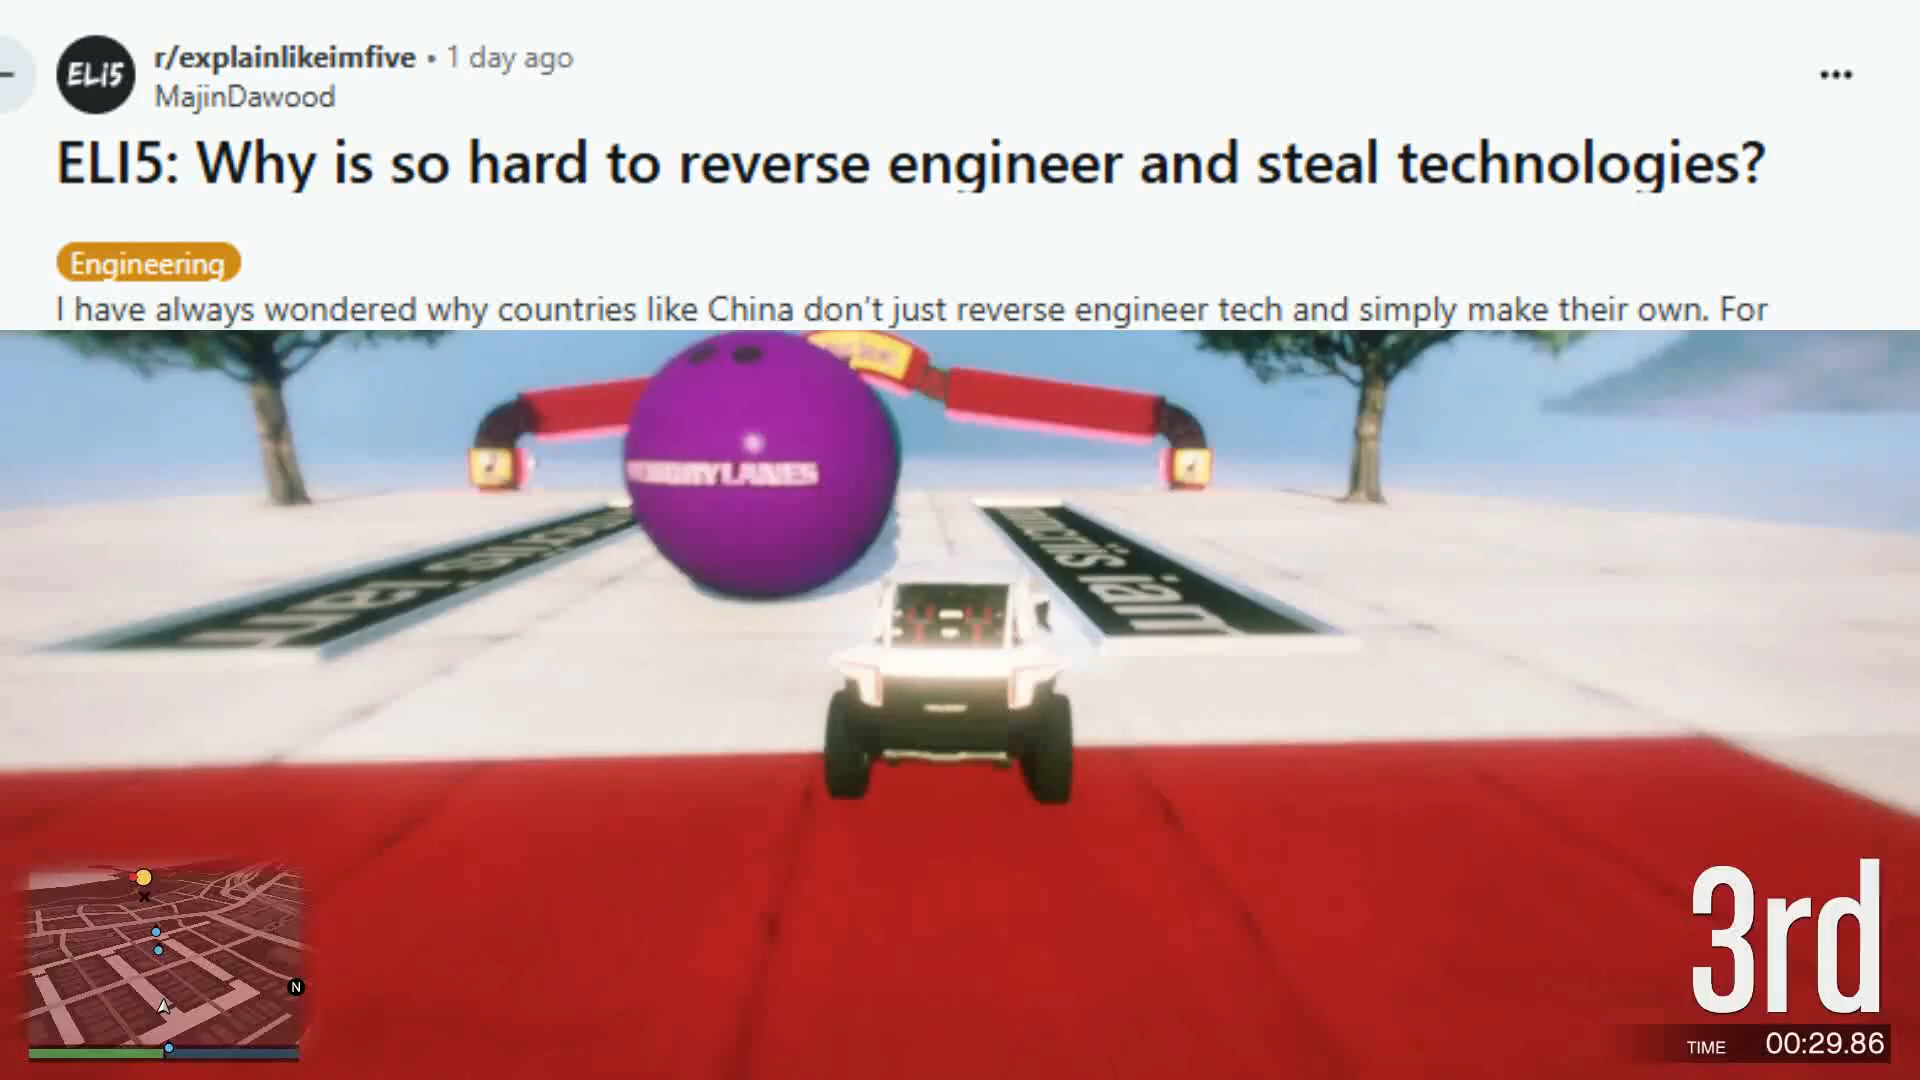 ELI5
r/explainlikeimfive • 1 day ago
MajinDawood
ELI5: Why is so hard to reverse engineer and steal technologies?
Engineering
I have always wondered why countries like China don't just reverse engineer tech and simply make their own. For
N
3rd
TIME 00:29.86